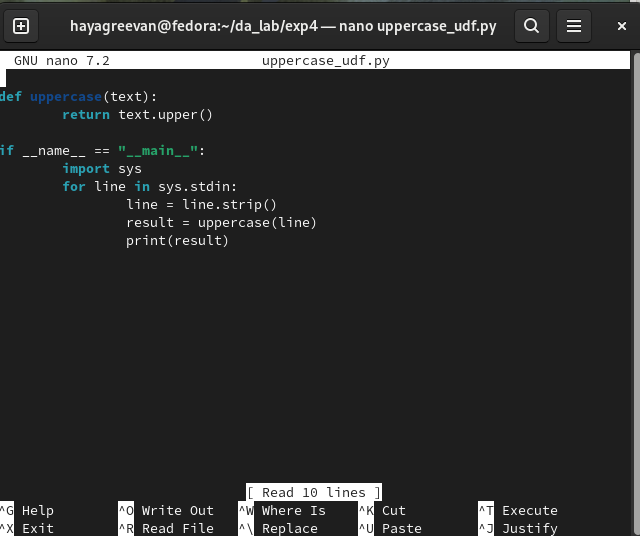 hayagreevan@fedora:~/da_lab/exp4 — nano uppercase_udf.py
GNU nano 7.2 uppercase_udf.py
def uppercase(text):
return text.upper()
if __name__ == "__main__":
import sys
for line in sys.stdin:
line = line.strip()
result = uppercase(line)
print(result)
[ Read 10 lines ]
^G Help ^O Write Out ^W Where Is ^K Cut ^T Execute
^X Exit ^R Read File ^\ Replace ^U Paste ^J Justify